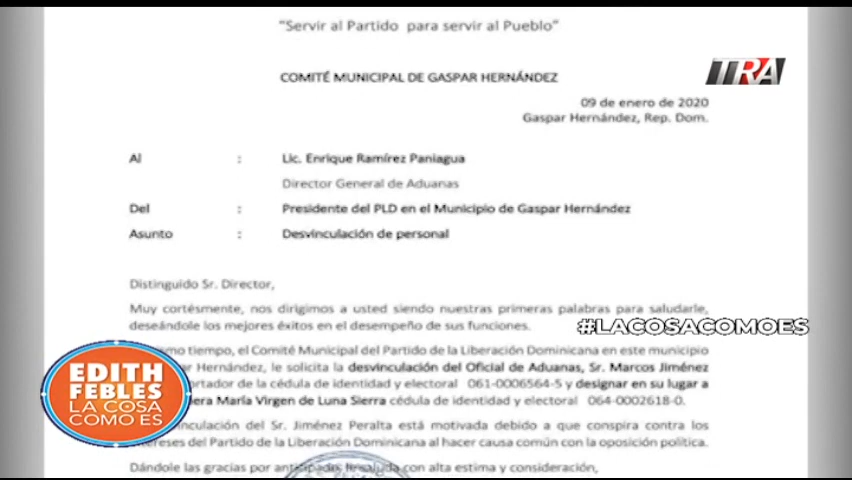 "Servir al Partido para servir al Pueblo"
COMITÉ MUNICIPAL DE GASPAR HERNÁNDEZ
TRA
09 de enero de 2020
Gaspar Hernández, Rep. Dom.
Al : Lic. Enrique Ramírez Paniagua
Director General de Aduanas
Del : Presidente del PLD en el Municipio de Gaspar Hernández
Asunto : Desvinculación de personal
Distinguido Sr. Director,
Muy cortésmente, nos dirigimos a usted siendo nuestras primeras palabras para saludarle,
deseándole los mejores éxitos en el desempeño de sus funciones.
#LACOSACOMOES
tiempo, el Comité Municipal del Partido de la Liberación Dominicana en este municipio
Hernández, le solicita la desvinculación del Oficial de Aduanas, Sr. Marcos Jiménez
de la cédula de identidad y electoral 061-0006564-5 y designar en su lugar a
María Virgen de Luna Sierra cédula de identidad y electoral 064-0002618-0.
del Sr. Jiménez Peralta está motivada debido a que conspira contra los
del Partido de la Liberación Dominicana al hacer causa común con la oposición política.
Dándole las gracias por anticipadas, le saluda con alta estima y consideración,
EDITH
FEBLES
LA COSA
COMO ES